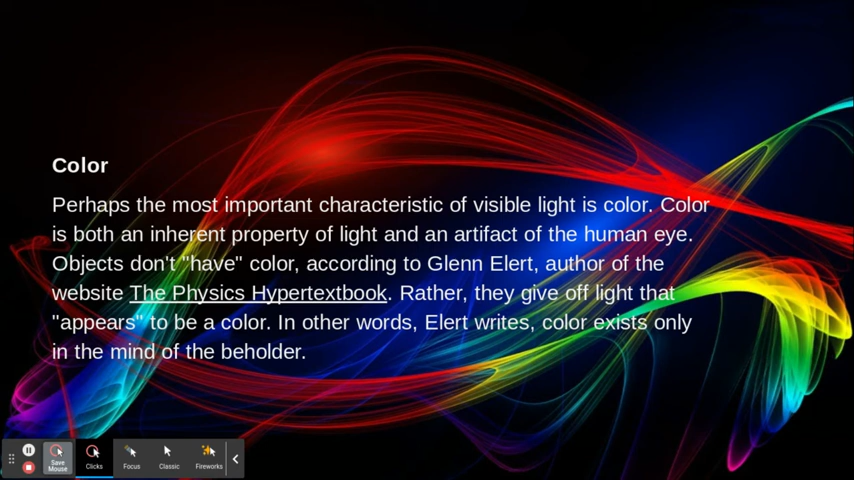 Color
Perhaps the most important characteristic of visible light is color. Color
is both an inherent property of light and an artifact of the human eye.
Objects don't "have" color, according to Glenn Elert, author of the
website The Physics Hypertextbook. Rather, they give off light that
"appears" to be a color. In other words, Elert writes, color exists only
in the mind of the beholder.
Save
Mouse
Clicks
Focus
Classic
Fireworks